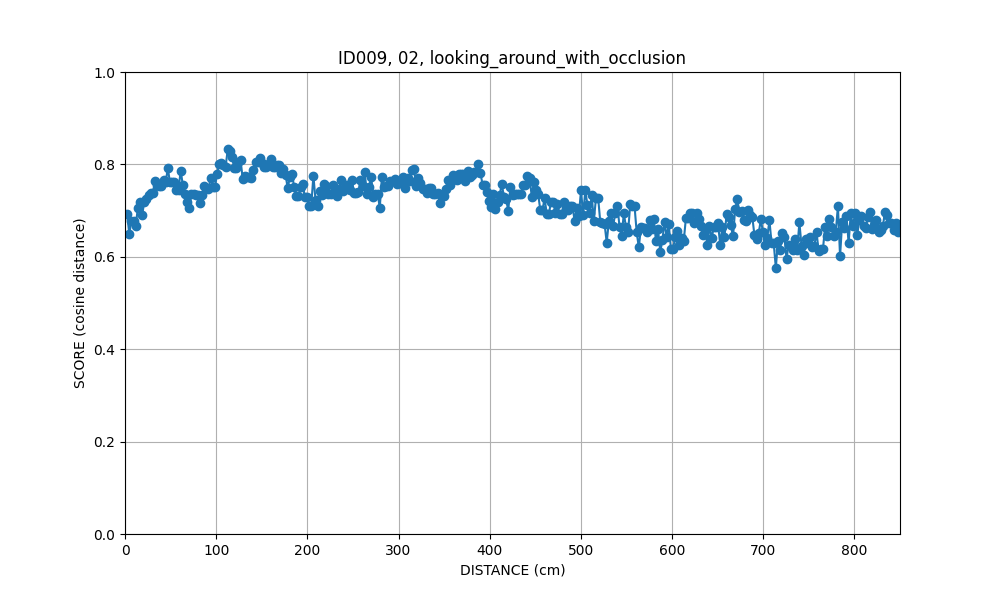 ID009, 02, looking_around_with_occlusion
SCORE (cosine distance)
1.0
0.8
0.6
0.4
0.2
0.0
0 100 200 300 400 500 600 700 800
DISTANCE (cm)